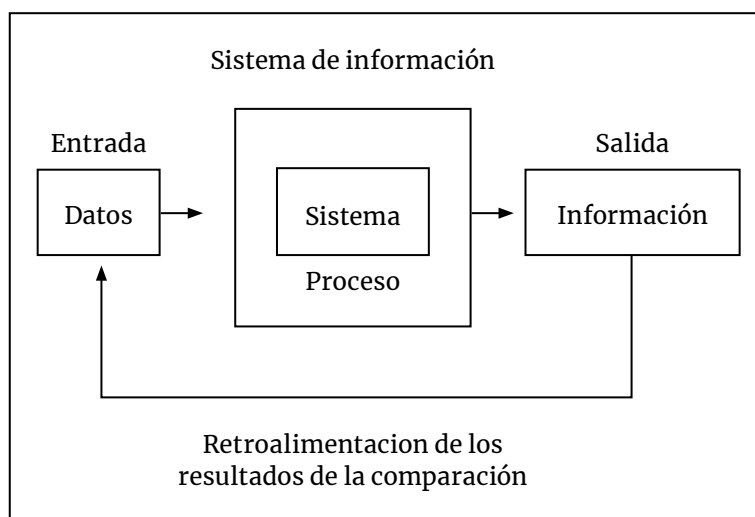 Sistema de información
Entrada
Salida
Datos
Sistema
Información
Proceso
Retroalimentacion de los
resultados de la comparación